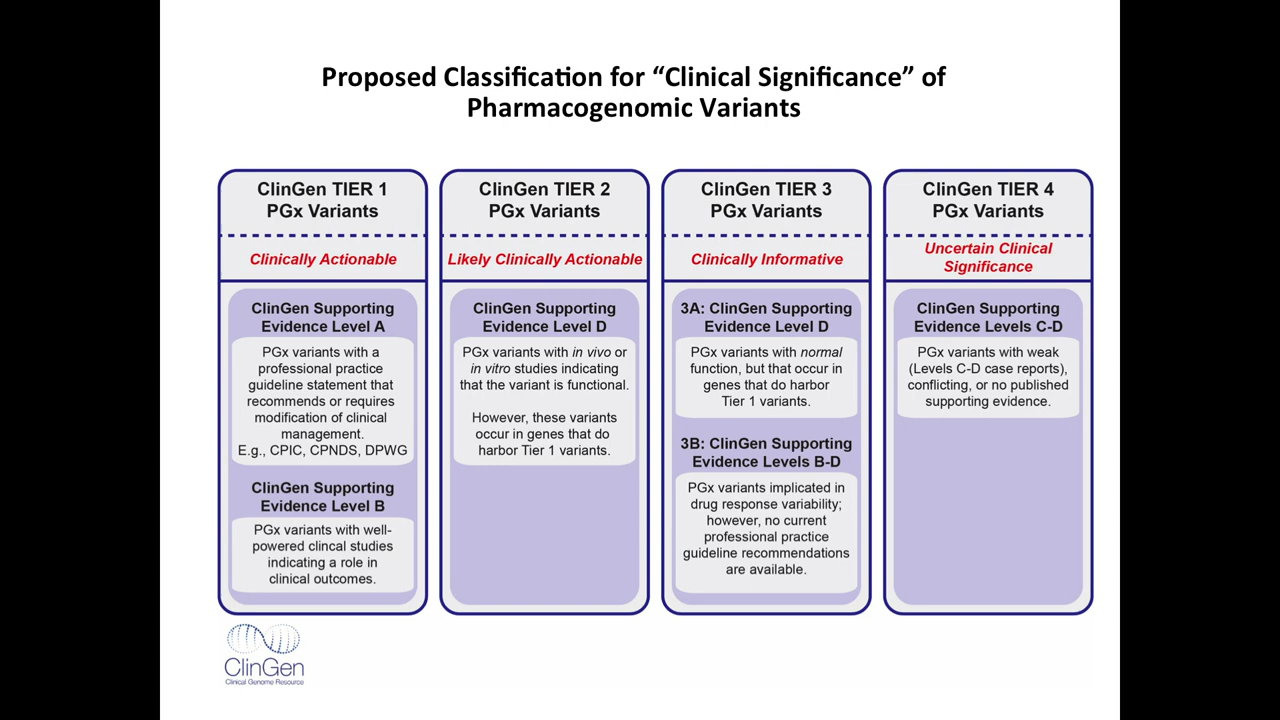 Proposed Classification for “Clinical Significance” of
Pharmacogenomic Variants
ClinGen TIER 1
PGx Variants
Clinically Actionable
ClinGen Supporting
Evidence Level A
PGx variants with a
professional practice
guideline statement that
recommends or requires
modification of clinical
management.
E.g., CPIC, CPNDS, DPWG
ClinGen Supporting
Evidence Level B
PGx variants with well-
powered clincal studies
indicating a role in
clinical outcomes.
ClinGen TIER 2
PGx Variants
Likely Clinically Actionable
ClinGen Supporting
Evidence Level D
PGx variants with in vivo or
in vitro studies indicating
that the variant is functional.
However, these variants
occur in genes that do
harbor Tier 1 variants.
ClinGen TIER 3
PGx Variants
Clinically Informative
3A: ClinGen Supporting
Evidence Level D
PGx variants with normal
function, but that occur in
genes that do harbor
Tier 1 variants.
3B: ClinGen Supporting
Evidence Levels B-D
PGx variants implicated in
drug response variability;
however, no current
professional practice
guideline recommendations
are available.
ClinGen TIER 4
PGx Variants
Uncertain Clinical
Significance
ClinGen Supporting
Evidence Levels C-D
PGx variants with weak
(Levels C-D case reports),
conflicting, or no published
supporting evidence.
ClinGen
Clinical Genome Resource